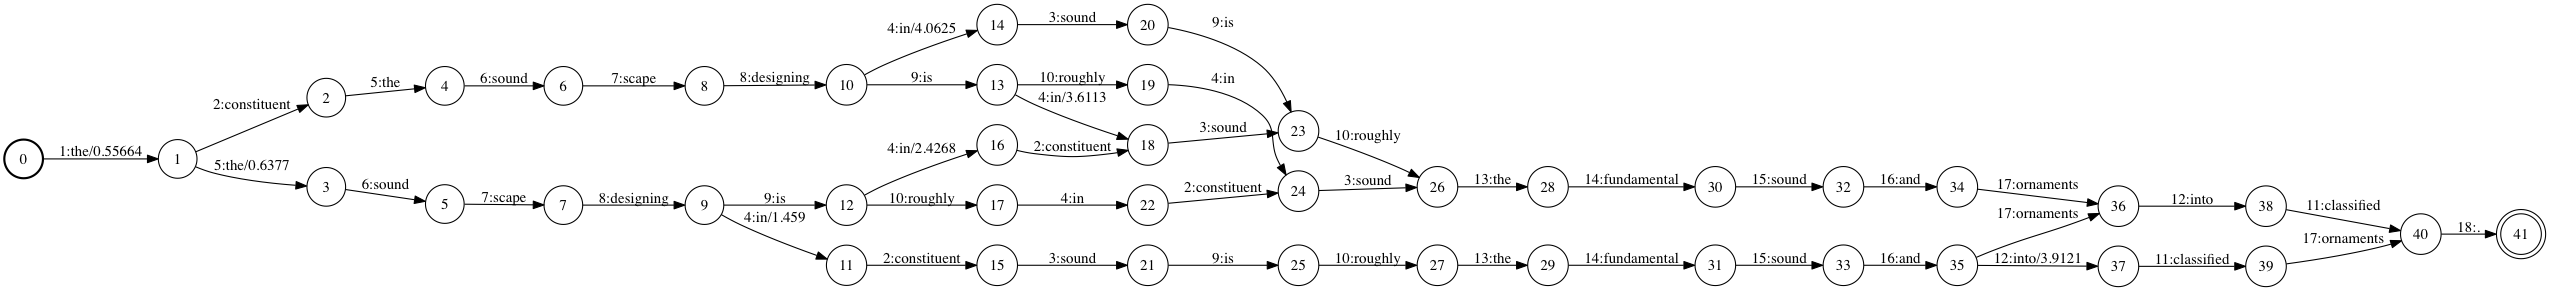 4:in/4.0625
14
3:sound
20
9:is
2:constituent
2
5:the
4
6:sound
6
7:scape
8
8:designing
10
9:is
13
10:roughly
19
4:in
4:in/3.6113
0
1:the/0.55664
1
5:the/0.6377
3
6:sound
5
7:scape
7
8:designing
9
9:is
12
4:in/1.459
4:in/2.4268
16
2:constituent
18
3:sound
23
10:roughly
10:roughly
17
4:in
22
2:constituent
24
3:sound
26
13:the
28
14:fundamental
30
15:sound
32
16:and
34
17:ornaments
17:ornaments
36
12:into
38
11:classified
11
2:constituent
15
3:sound
21
9:is
25
10:roughly
27
13:the
29
14:fundamental
31
15:sound
33
16:and
35
12:into/3.9121
37
11:classified
39
17:ornaments
40
18:.
41